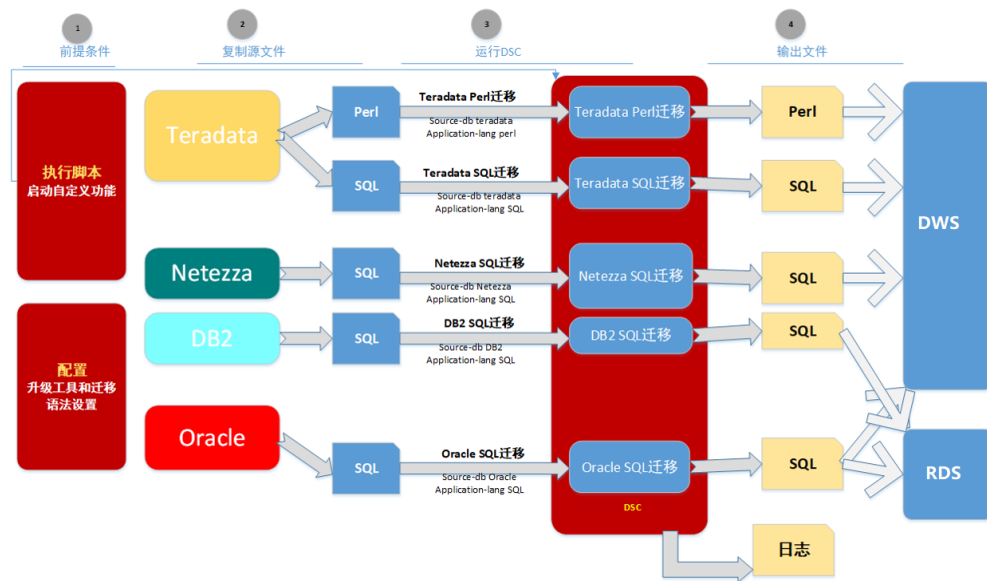 1
2
3
4
前提条件
复制源文件
运行DSC
输出文件
执行脚本
启动自定义功能
配置
升级工具和迁移
语法设置
Teradata
Perl
Teradata Perl迁移
Source-db teradata
Application-lang perl
Teradata Perl迁移
Perl
SQL
Teradata SQL迁移
Source-db teradata
Application-lang SQL
Teradata SQL迁移
SQL
Netezza
SQL
Netezza SQL迁移
Source-db Netezza
Application-lang SQL
Netezza SQL迁移
SQL
DB2
SQL
DB2 SQL迁移
Source-db DB2
Application-lang SQL
DB2 SQL迁移
SQL
Oracle
SQL
Oracle SQL迁移
Source-db Oracle
Application-lang SQL
Oracle SQL迁移
SQL
DSC
DWS
RDS
日志